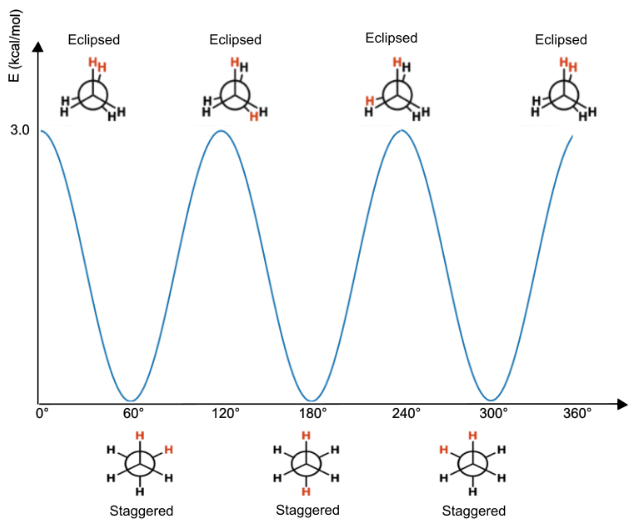 E (kcal/mol)
Eclipsed Eclipsed Eclipsed Eclipsed
H H H H H H
H H H H H H
H H H H H H
H H H H H H
3.0
0° 60° 120° 180° 240° 300° 360°
H H H
H H H H H H
H H H H H H
H H H
Staggered Staggered Staggered